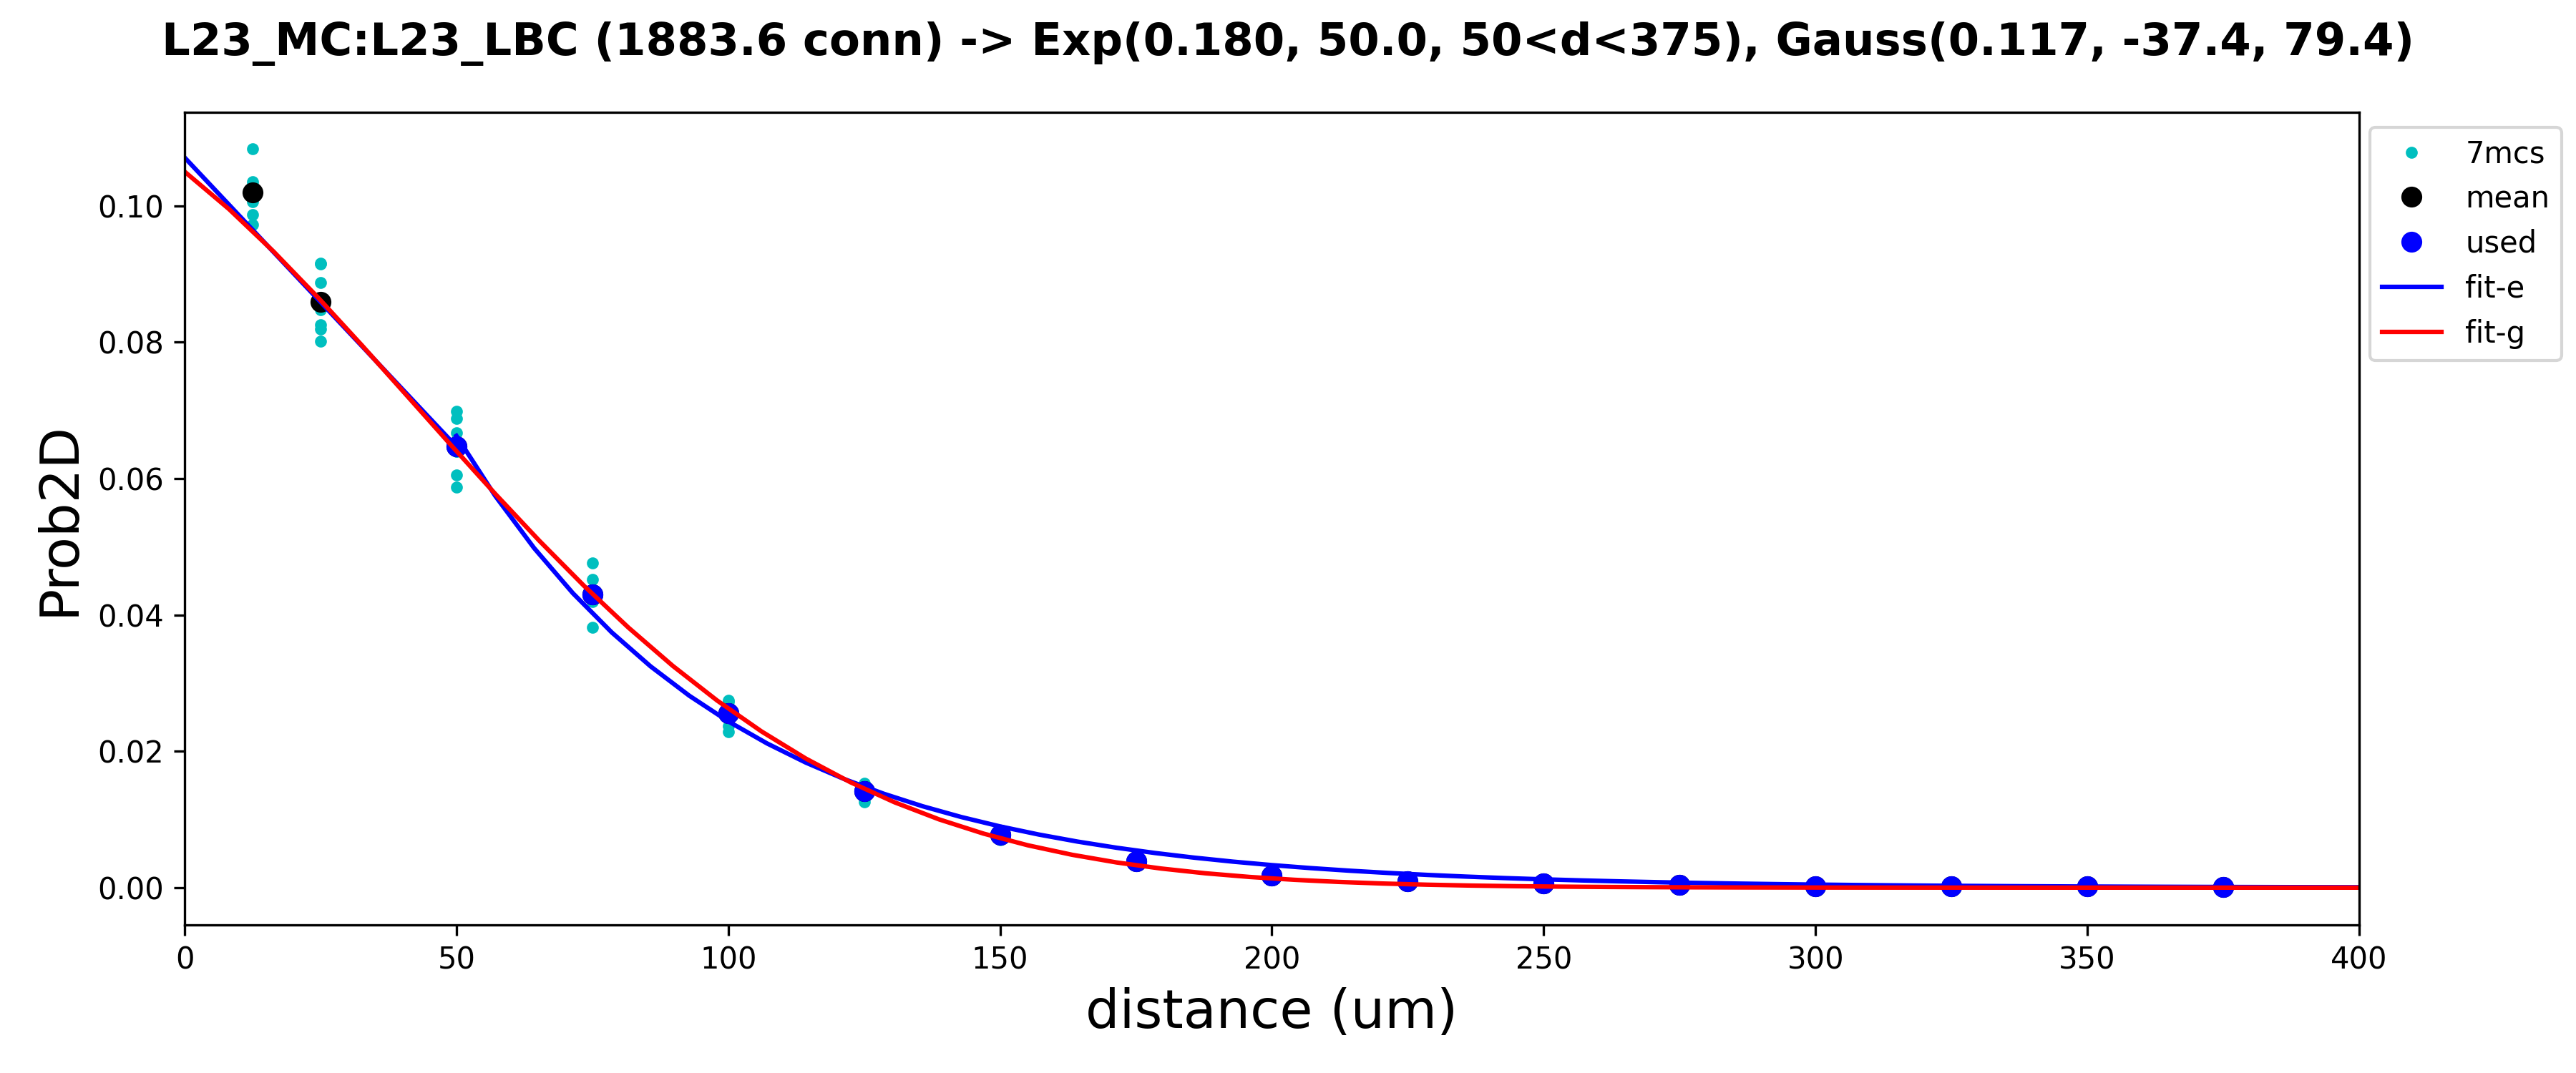 L23_MC:L23_LBC (1883.6 conn) -> Exp(0.180, 50.0, 50<d<375), Gauss(0.117, -37.4, 79.4)
7mcs
mean
used
fit-e
fit-g
Prob2D
0.10
0.08
0.06
0.04
0.02
0.00
0 50 100 150 200 250 300 350 400
distance (um)